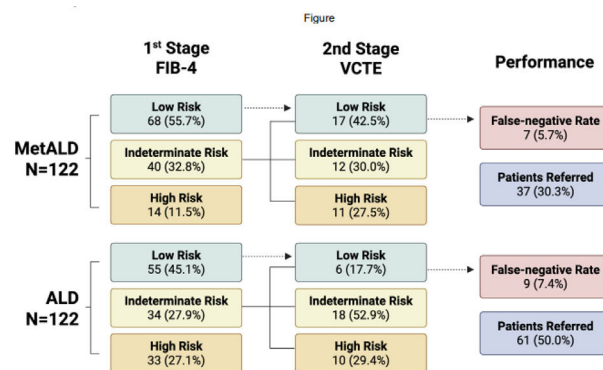 Figure
1st Stage
FIB-4
2nd Stage
VCTE
Performance
MetALD
N=122
Low Risk
68 (55.7%)
Indeterminate Risk
40 (32.8%)
High Risk
14 (11.5%)
Low Risk
17 (42.5%)
Indeterminate Risk
12 (30.0%)
High Risk
11 (27.5%)
False-negative Rate
7 (5.7%)
Patients Referred
37 (30.3%)
ALD
N=122
Low Risk
55 (45.1%)
Indeterminate Risk
34 (27.9%)
High Risk
33 (27.1%)
Low Risk
6 (17.7%)
Indeterminate Risk
18 (52.9%)
High Risk
10 (29.4%)
False-negative Rate
9 (7.4%)
Patients Referred
61 (50.0%)